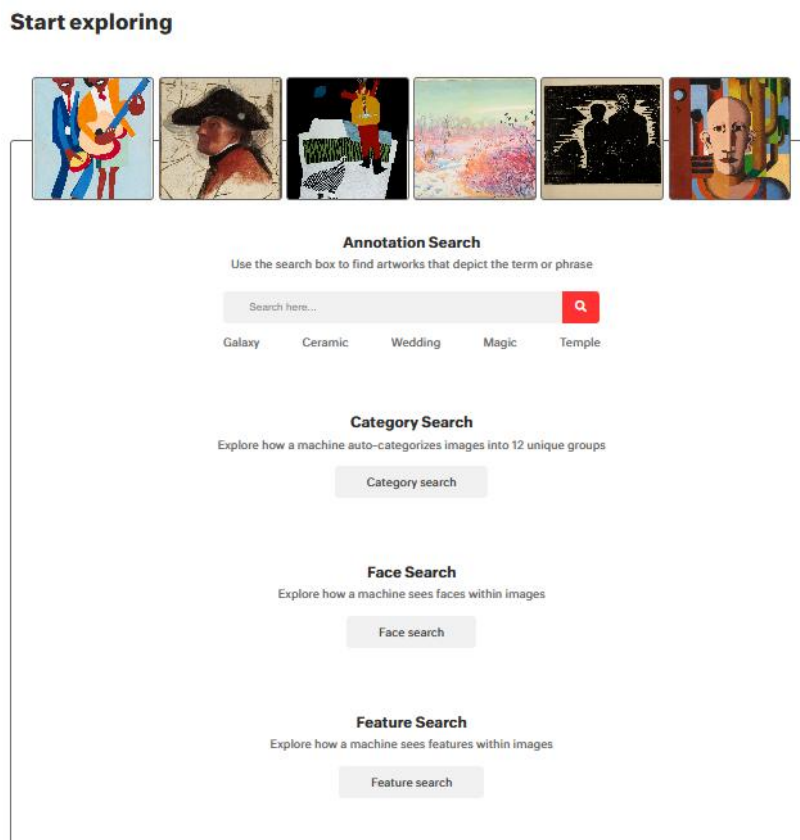 Start exploring
Annotation Search
Use the search box to find artworks that depict the term or phrase
Search here...
Galaxy Ceramic Wedding Magic Temple
Category Search
Explore how a machine auto-categorizes images into 12 unique groups
Category search
Face Search
Explore how a machine sees faces within images
Face search
Feature Search
Explore how a machine sees features within images
Feature search